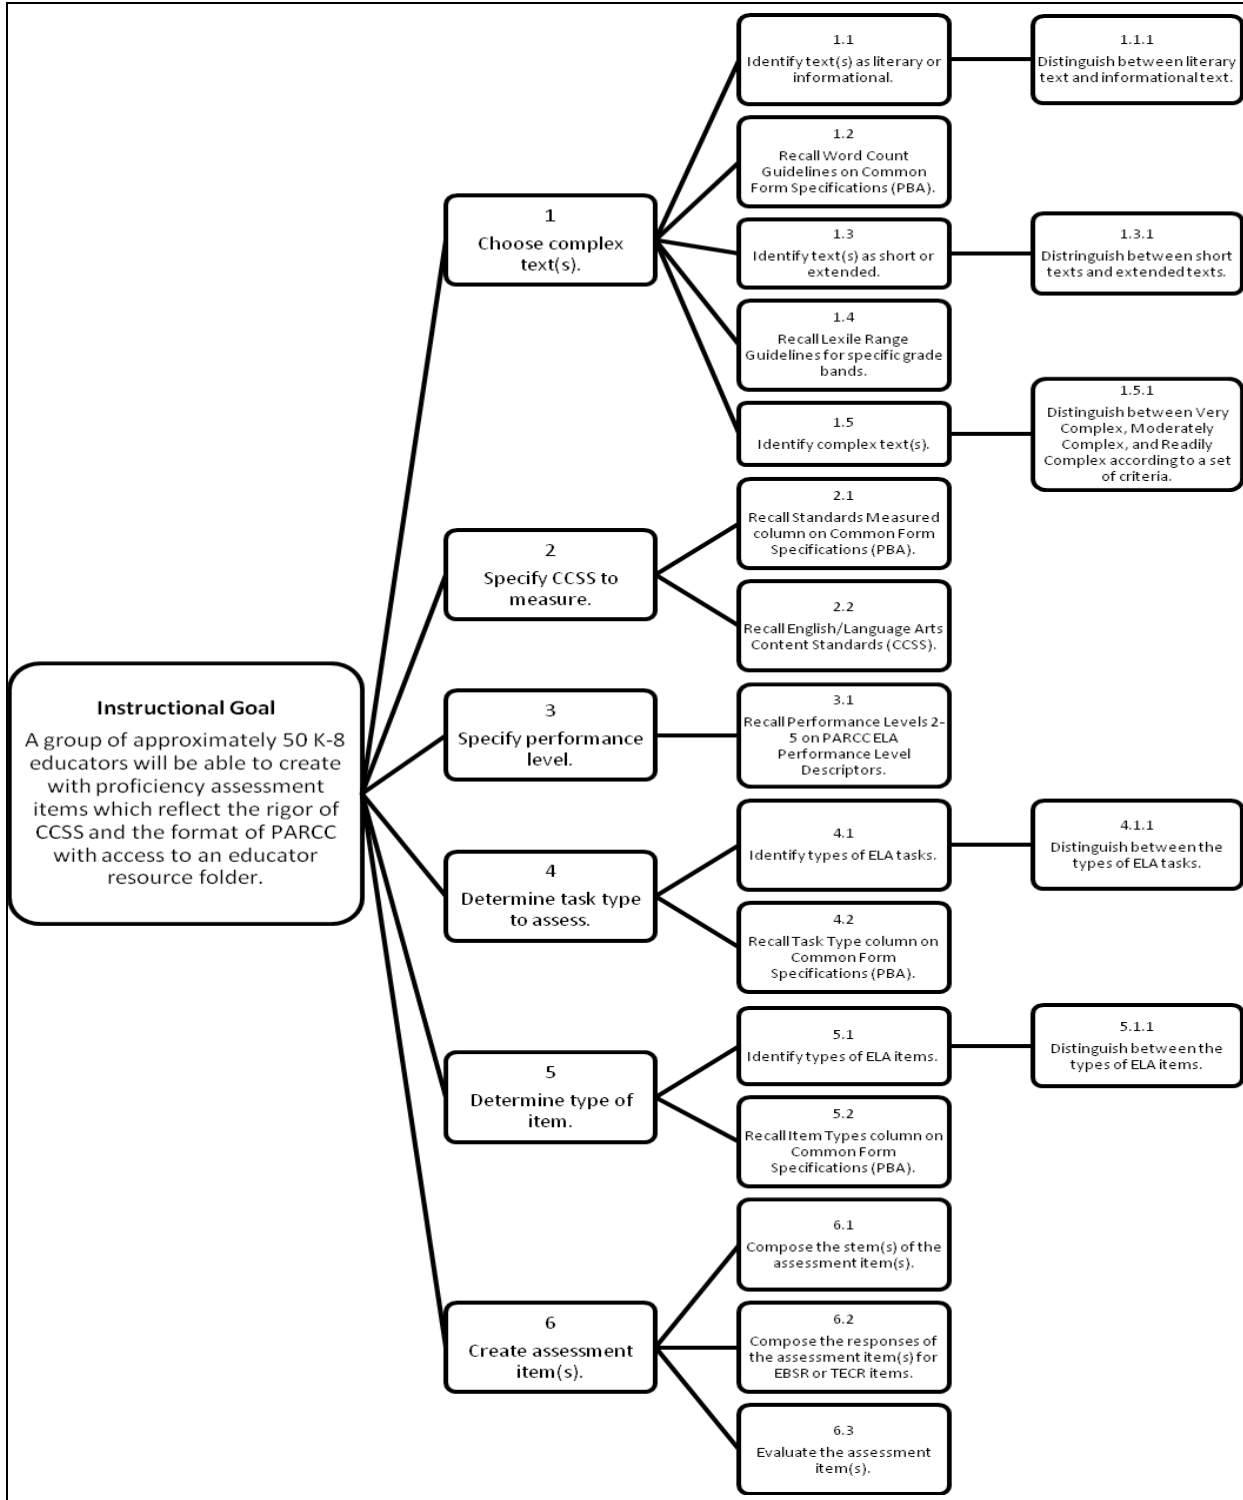 1.1
Identify text(s) as literary or
informational.
1.1.1
Distinguish between literary
text and informational text.
1.2
Recall Word Count
Guidelines on Common
Form Specifications (PBA).
1
Choose complex
text(s).
1.3
Identify text(s) as short or
extended.
1.3.1
Distringuish between short
texts and extended texts.
1.4
Recall Lexile Range
Guidelines for specific grade
bands.
1.5
Identify complex text(s).
1.5.1
Distinguish between Very
Complex, Moderately
Complex, and Readily
Complex according to a set
of criteria.
2.1
Recall Standards Measured
column on Common Form
Specifications (PBA).
2
Specify CCSS to
measure.
2.2
Recall English/Language Arts
Content Standards (CCSS).
Instructional Goal
A group of approximately 50 K-8
educators will be able to create
with proficiency assessment
items which reflect the rigor of
CCSS and the format of PARCC
with access to an educator
resource folder.
3
Specify performance
level.
3.1
Recall Performance Levels 2-
5 on PARCC ELA
Performance Level
Descriptors.
4.1
Identify types of ELA tasks.
4.1.1
Distinguish between the
types of ELA tasks.
4
Determine task type
to assess.
4.2
Recall Task Type column on
Common Form
Specifications (PBA).
5.1
Identify types of ELA items.
5.1.1
Distinguish between the
types of ELA items.
5
Determine type of
item.
5.2
Recall Item Types column on
Common Form
Specifications (PBA).
6.1
Compose the stem(s) of the
assessment item(s).
6
Create assessment
item(s).
6.2
Compose the responses of
the assessment item(s) for
EBSR or TECR items.
6.3
Evaluate the assessment
item(s).